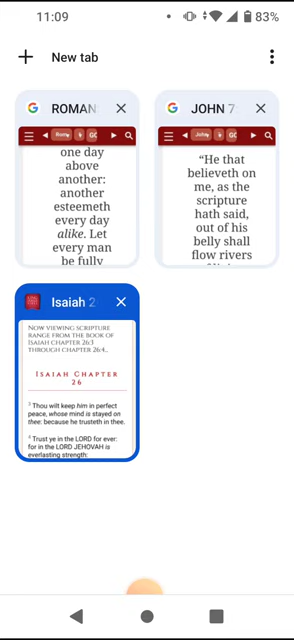 11:09
83%
New tab
ROMAN
JOHN 7
one day
above
another:
another
esteemeth
every day
alike. Let
every man
be fully
“He that
believeth on
me, as the
scripture
hath said,
out of his
belly shall
flow rivers
Isaiah 2
Now viewing scripture
range from the book of
Isaiah chapter 26:3
through chapter 26:4...
Isaiah Chapter
26
3 Thou wilt keep him in perfect
peace, whose mind is stayed on
thee: because he trusteth in thee.
4 Trust ye in the LORD for ever:
for in the LORD JEHOVAH is
everlasting strength: